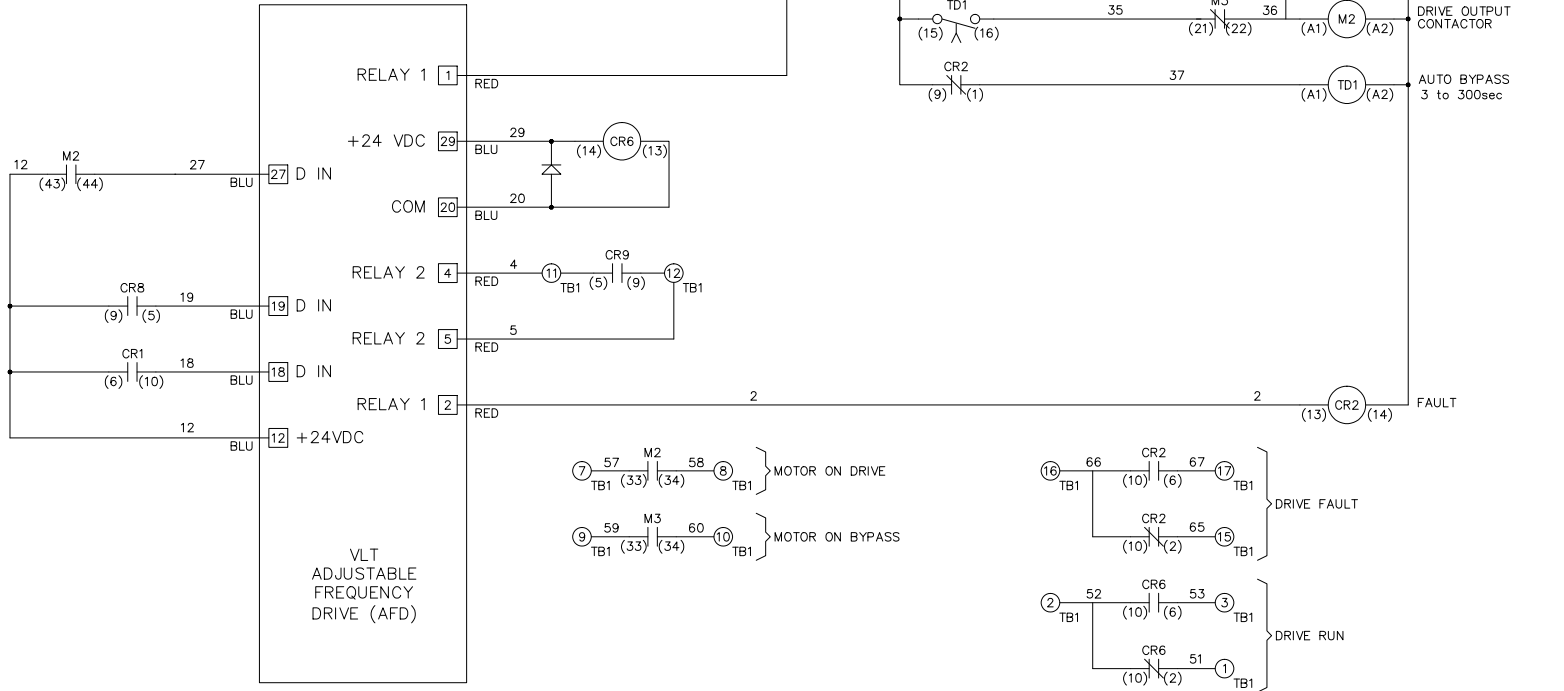 TD1
(15) (16)
35
M3
(21) (22)
36
(A1) M2 (A2)
DRIVE OUTPUT
CONTACTOR
RELAY 1 1
RED
CR2
(9) (1)
37
(A1) TD1 (A2)
AUTO BYPASS
3 to 300sec
+24 VDC 29
29
BLU
(14) CR6 (13)
12
M2
(43) (44)
27
BLU
27 D IN
COM 20
20
BLU
RELAY 2 4
4
RED
11
TB1
CR9
(5) (9)
12
TB1
CR8
(9) (5)
19
BLU
19 D IN
RELAY 2 5
5
RED
CR1
(6) (10)
18
BLU
18 D IN
RELAY 1 2
RED
2
2
(13) CR2 (14)
FAULT
12
BLU
12 +24VDC
7
TB1
57
M2
(33) (34)
58
8
TB1
MOTOR ON DRIVE
9
TB1
59
M3
(33) (34)
60
10
TB1
MOTOR ON BYPASS
16
TB1
66
CR2
(10) (6)
67
17
TB1
DRIVE FAULT
CR2
(10) (2)
65
15
TB1
2
TB1
52
CR6
(10) (6)
53
3
TB1
DRIVE RUN
CR6
(10) (2)
51
1
TB1
VLT
ADJUSTABLE
FREQUENCY
DRIVE (AFD)